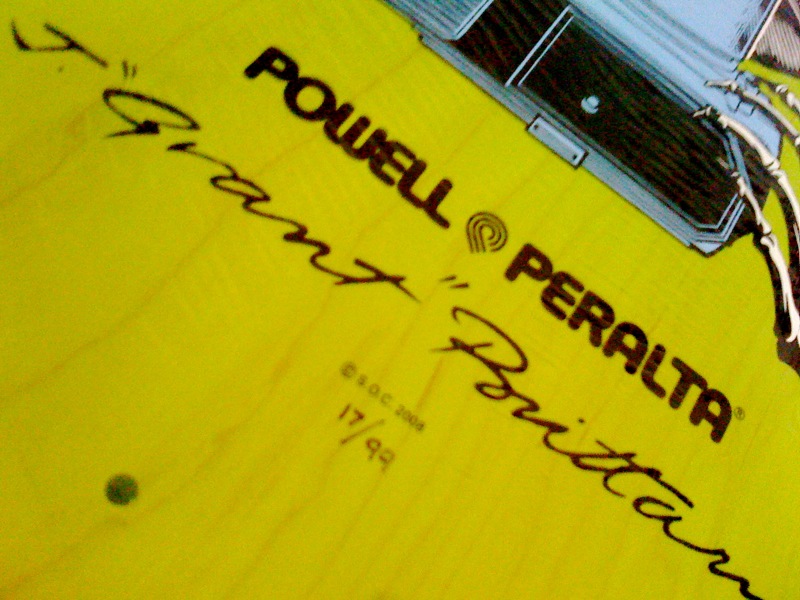 POWELL PERALTA®
J. "Grant" Brittain
© S.O.C. 2008
17/99